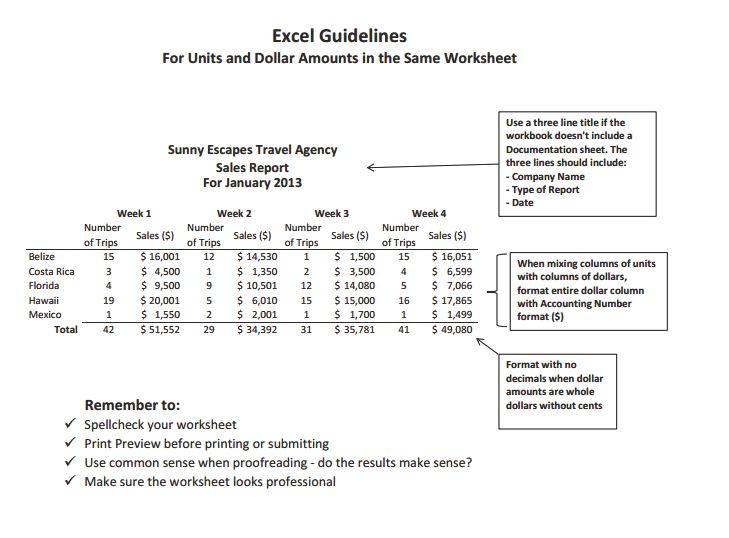 Excel Guidelines
For Units and Dollar Amounts in the Same Worksheet
Use a three line title if the
workbook doesn't include a
Documentation sheet. The
three lines should include:
- Company Name
- Type of Report
- Date
Sunny Escapes Travel Agency
Sales Report
For January 2013
Week 1 Week 2 Week 3 Week 4
Number Number Number Number
of Trips Sales ($) of Trips Sales ($) of Trips Sales ($) of Trips Sales ($)
Belize 15 $ 16,001 12 $ 14,530 1 $ 1,500 15 $ 16,051
Costa Rica 3 $ 4,500 1 $ 1,350 2 $ 3,500 4 $ 6,599
Florida 4 $ 9,500 9 $ 10,501 12 $ 14,080 5 $ 7,066
Hawaii 19 $ 20,001 5 $ 6,010 15 $ 15,000 16 $ 17,865
Mexico 1 $ 1,550 2 $ 2,001 1 $ 1,700 1 $ 1,499
Total 42 $ 51,552 29 $ 34,392 31 $ 35,781 41 $ 49,080
When mixing columns of units
with columns of dollars,
format entire dollar column
with Accounting Number
format ($)
Format with no
decimals when dollar
amounts are whole
dollars without cents
Remember to:
✓ Spellcheck your worksheet
✓ Print Preview before printing or submitting
✓ Use common sense when proofreading - do the results make sense?
✓ Make sure the worksheet looks professional